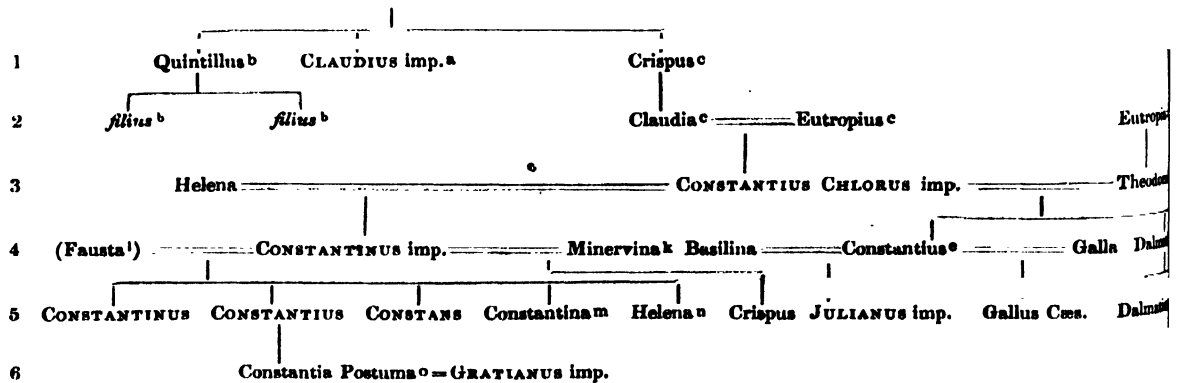 1 Quintillus b CLAUDIUS imp. a Crispus c
2 filius b filius b Claudia c Eutropius c
3 Helena CONSTANTIUS CHLORUS imp.
4 (Fausta l) CONSTANTINUS imp. Minervina k Basilina Constantius e Galla
5 CONSTANTINUS CONSTANTIUS CONSTANS Constantina m Helena n Crispus JULIANUS imp. Gallus Cæs.
6 Constantia Postuma o = GRATIANUS imp.